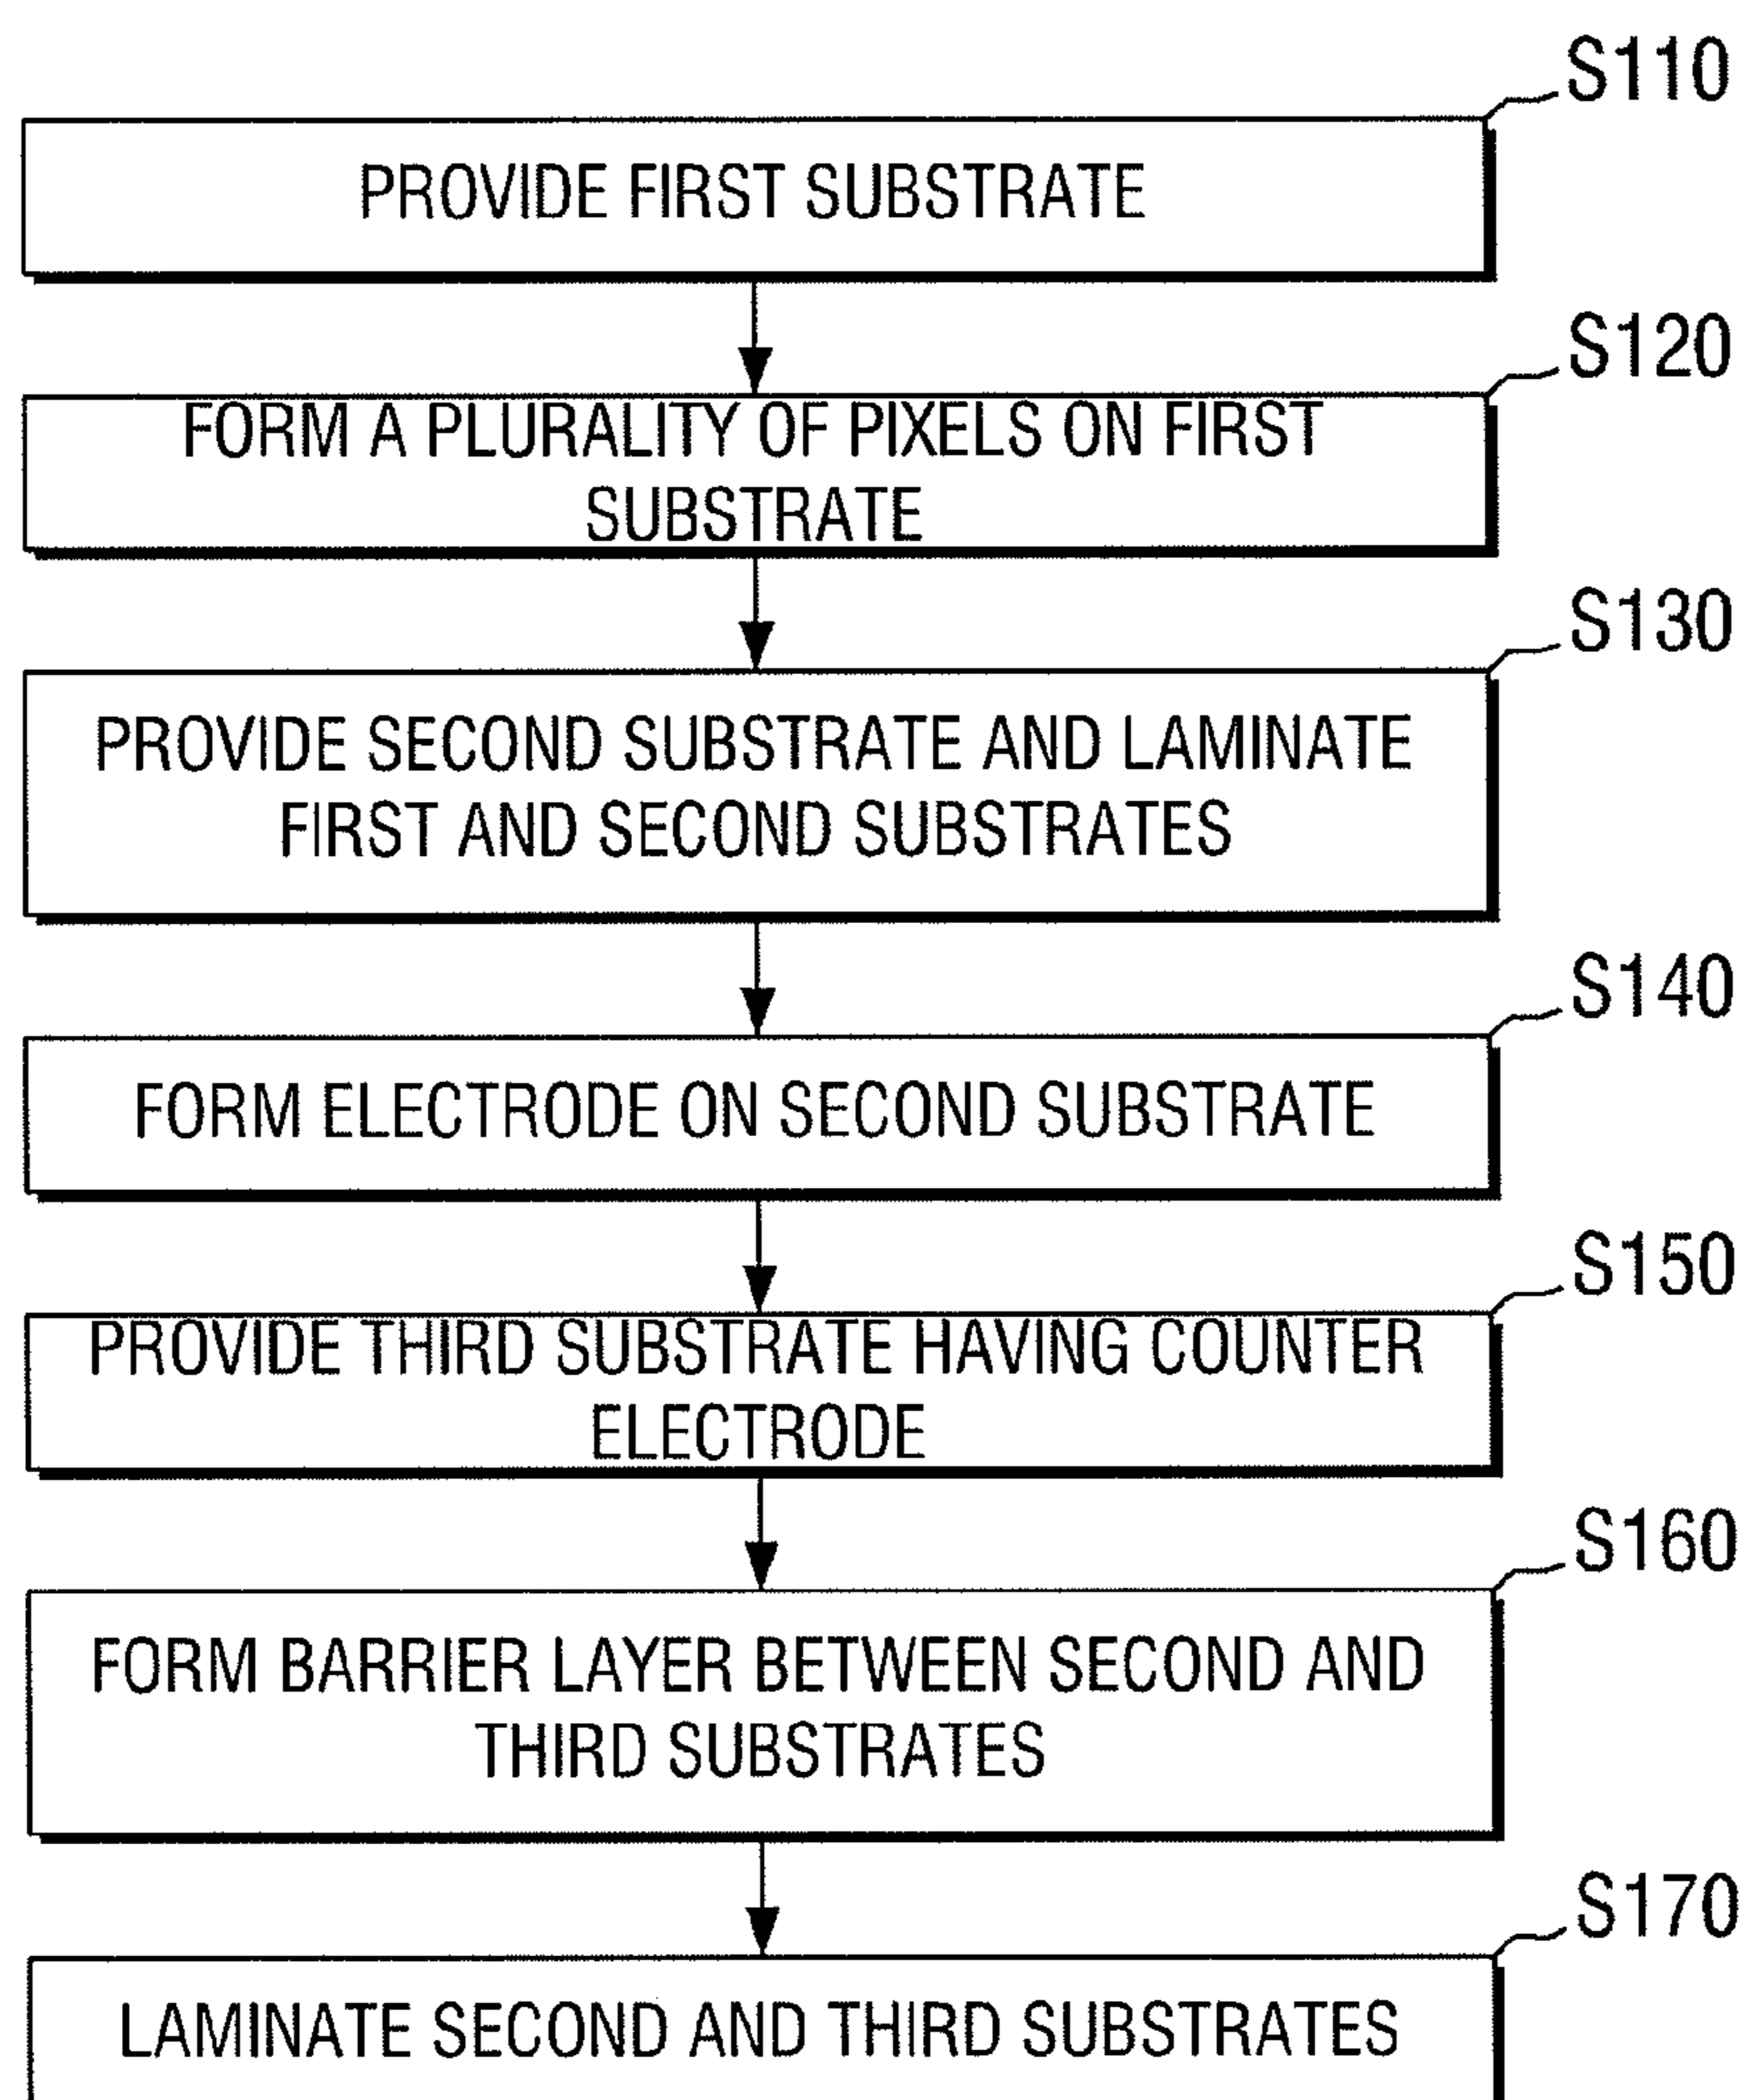 S110
PROVIDE FIRST SUBSTRATE
S120
FORM A PLURALITY OF PIXELS ON FIRST
SUBSTRATE
S130
PROVIDE SECOND SUBSTRATE AND LAMINATE
FIRST AND SECOND SUBSTRATES
S140
FORM ELECTRODE ON SECOND SUBSTRATE
S150
PROVIDE THIRD SUBSTRATE HAVING COUNTER
ELECTRODE
S160
FORM BARRIER LAYER BETWEEN SECOND AND
THIRD SUBSTRATES
S170
LAMINATE SECOND AND THIRD SUBSTRATES